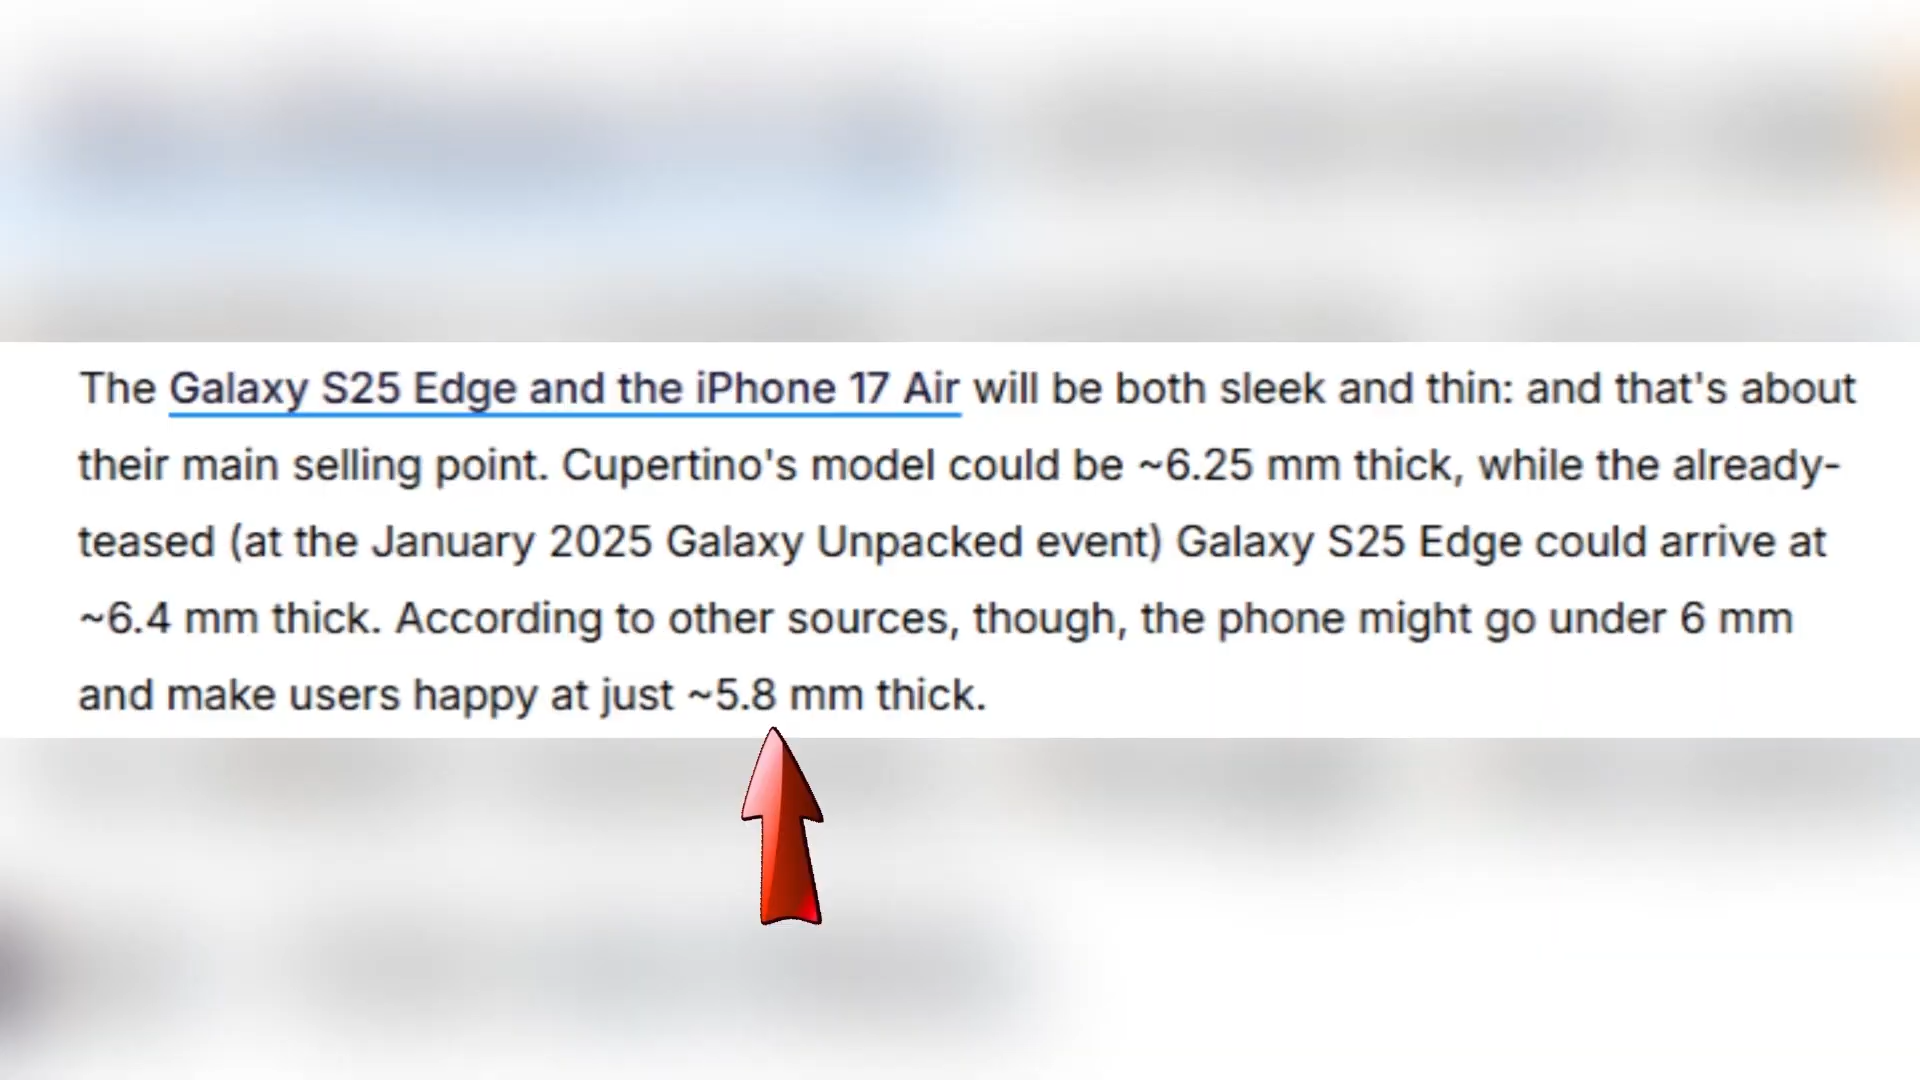 The Galaxy S25 Edge and the iPhone 17 Air will be both sleek and thin: and that's about
their main selling point. Cupertino's model could be ~6.25 mm thick, while the already-
teased (at the January 2025 Galaxy Unpacked event) Galaxy S25 Edge could arrive at
~6.4 mm thick. According to other sources, though, the phone might go under 6 mm
and make users happy at just ~5.8 mm thick.